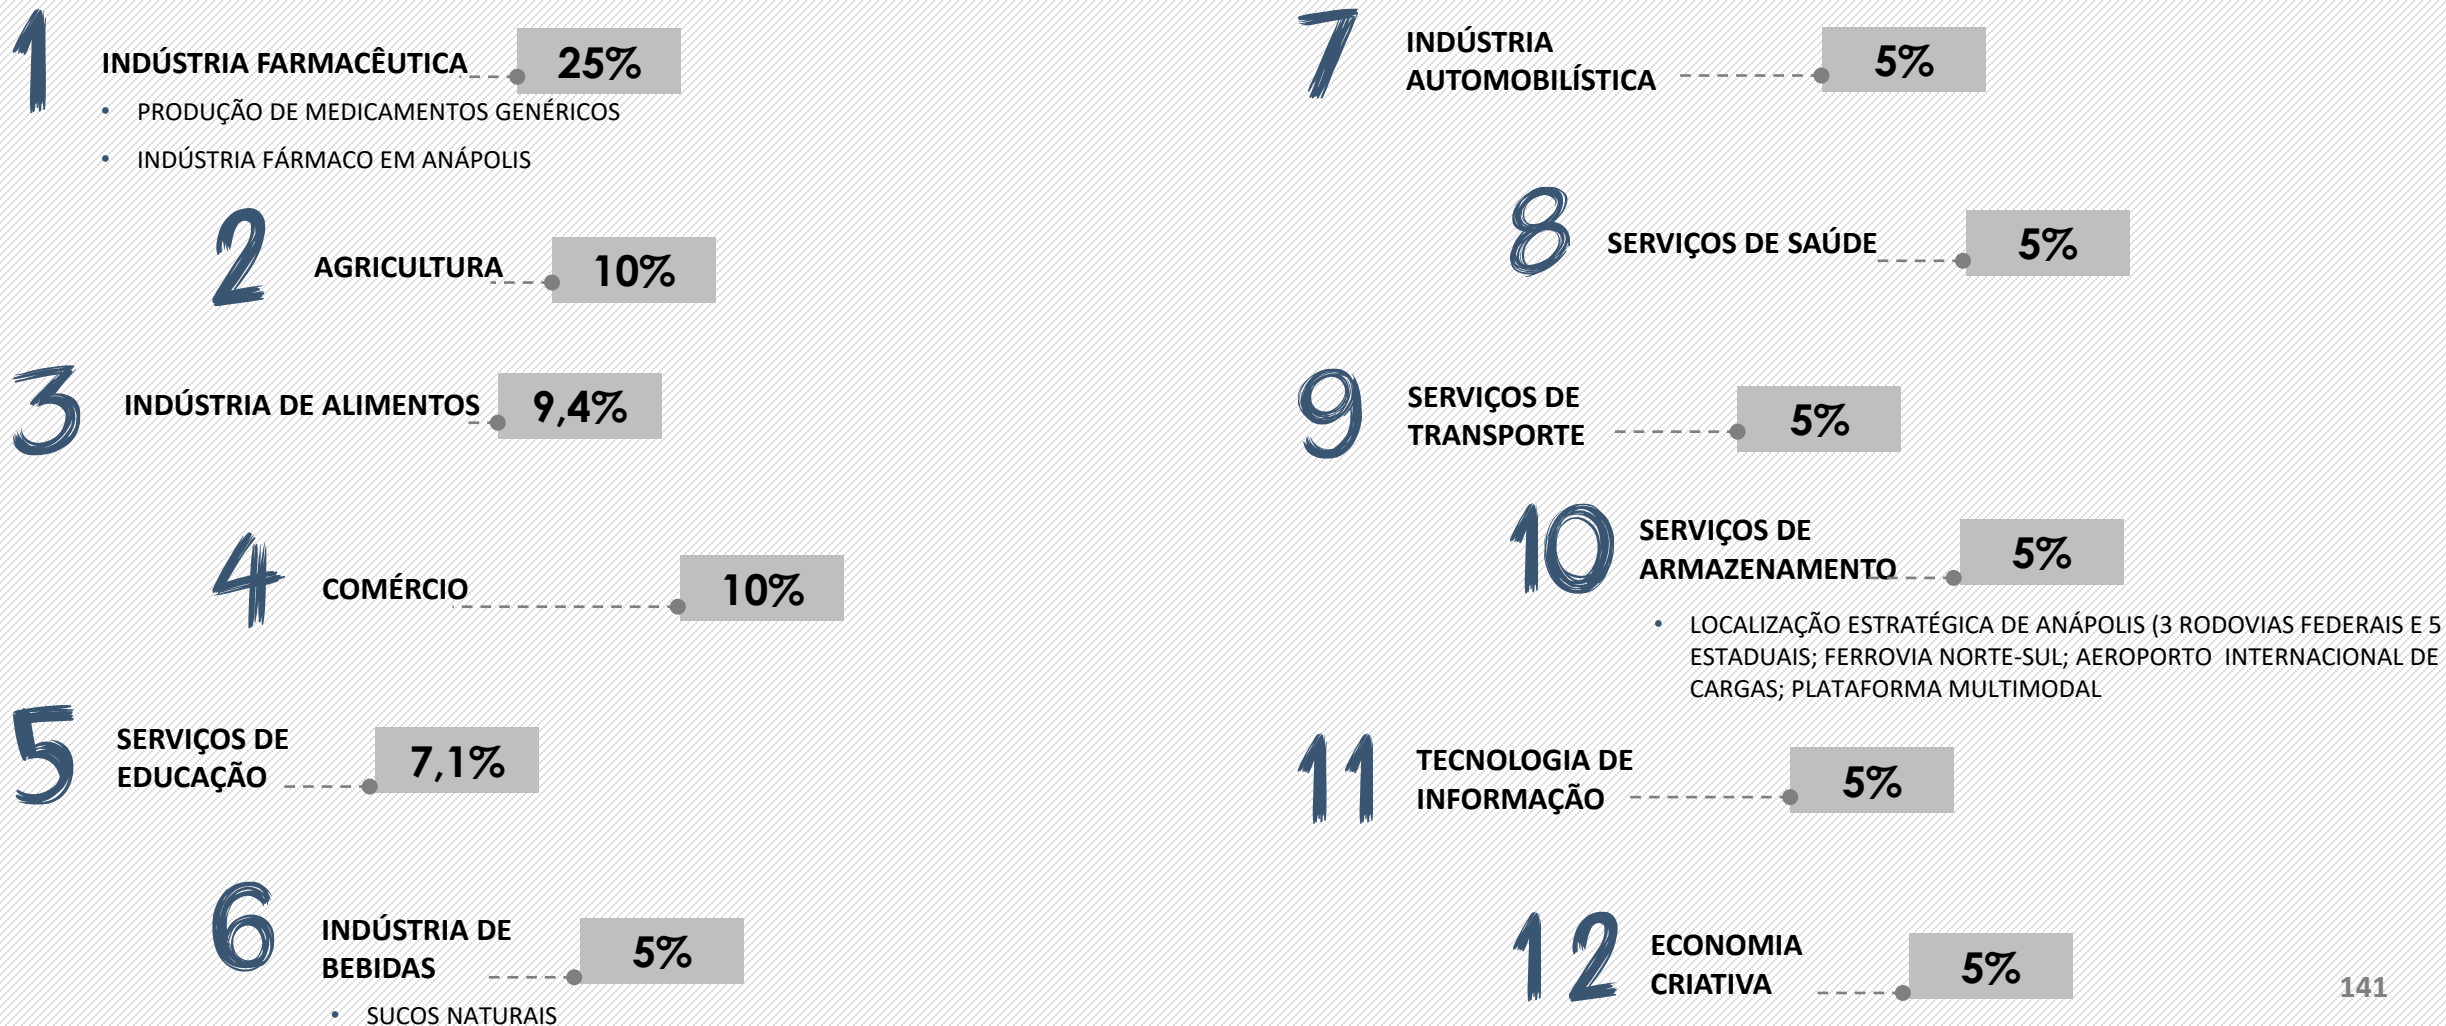 1
INDÚSTRIA FARMACÊUTICA
25%
• PRODUÇÃO DE MEDICAMENTOS GENÉRICOS
• INDÚSTRIA FÁRMACO EM ANÁPOLIS
2
AGRICULTURA
10%
3
INDÚSTRIA DE ALIMENTOS
9,4%
4
COMÉRCIO
10%
5
SERVIÇOS DE
EDUCAÇÃO
7,1%
6
INDÚSTRIA DE
BEBIDAS
5%
• SUCOS NATURAIS
7
INDÚSTRIA
AUTOMOBILÍSTICA
5%
8
SERVIÇOS DE SAÚDE
5%
9
SERVIÇOS DE
TRANSPORTE
5%
10
SERVIÇOS DE
ARMAZENAMENTO
5%
• LOCALIZAÇÃO ESTRATÉGICA DE ANÁPOLIS (3 RODOVIAS FEDERAIS E 5
ESTADUAIS; FERROVIA NORTE-SUL; AEROPORTO INTERNACIONAL DE
CARGAS; PLATAFORMA MULTIMODAL
11
TECNOLOGIA DE
INFORMAÇÃO
5%
12
ECONOMIA
CRIATIVA
5%
141